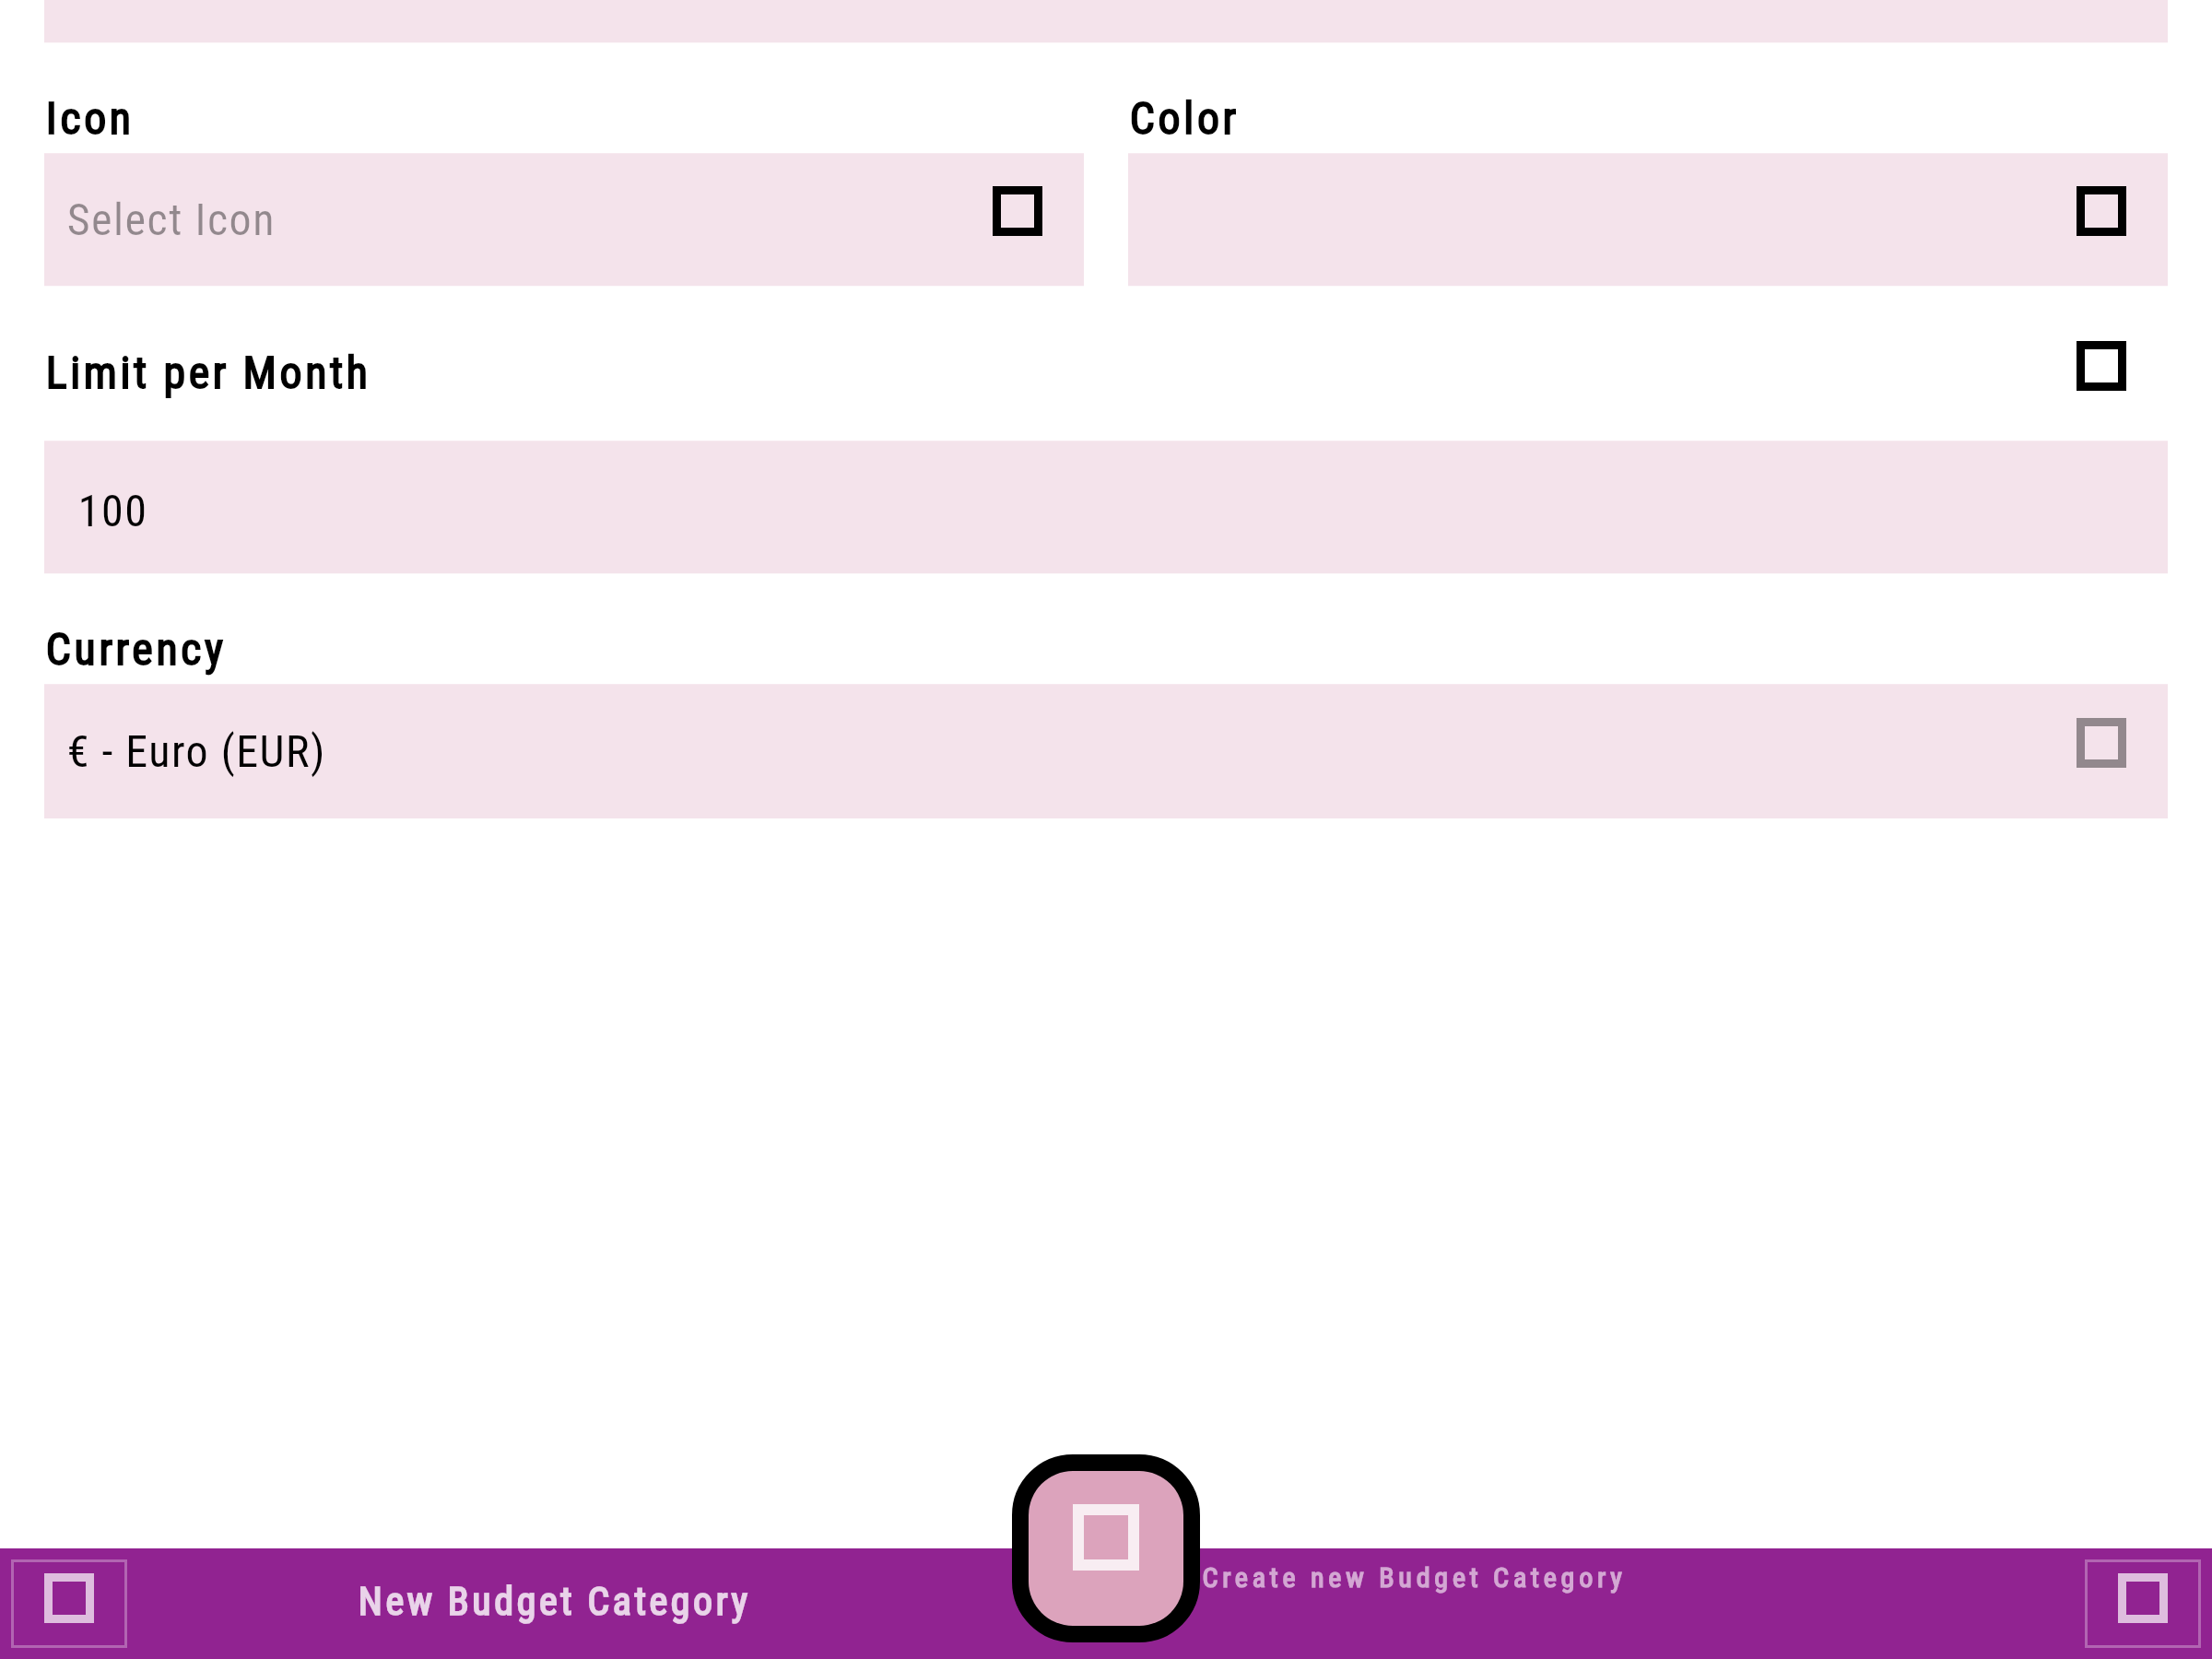 Icon
Color
Select Icon
Limit per Month
100
Currency
€ - Euro (EUR)
New Budget Category
Create new Budget Category